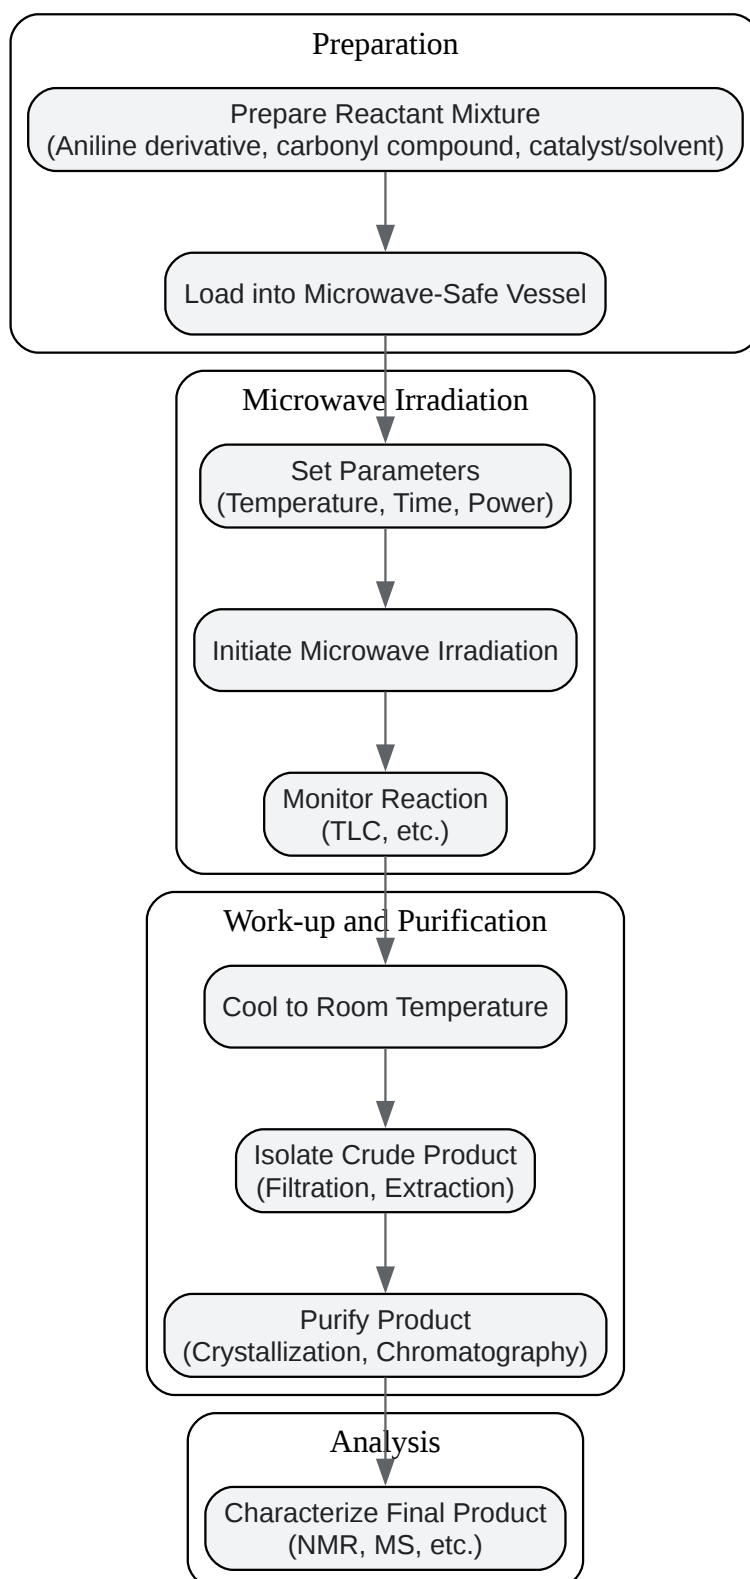 Preparation
Prepare Reactant Mixture
(Aniline derivative, carbonyl compound, catalyst/solvent)
Load into Microwave-Safe Vessel
Microwave Irradiation
Set Parameters
(Temperature, Time, Power)
Initiate Microwave Irradiation
Monitor Reaction
(TLC, etc.)
Work-up and Purification
Cool to Room Temperature
Isolate Crude Product
(Filtration, Extraction)
Purify Product
(Crystallization, Chromatography)
Analysis
Characterize Final Product
(NMR, MS, etc.)